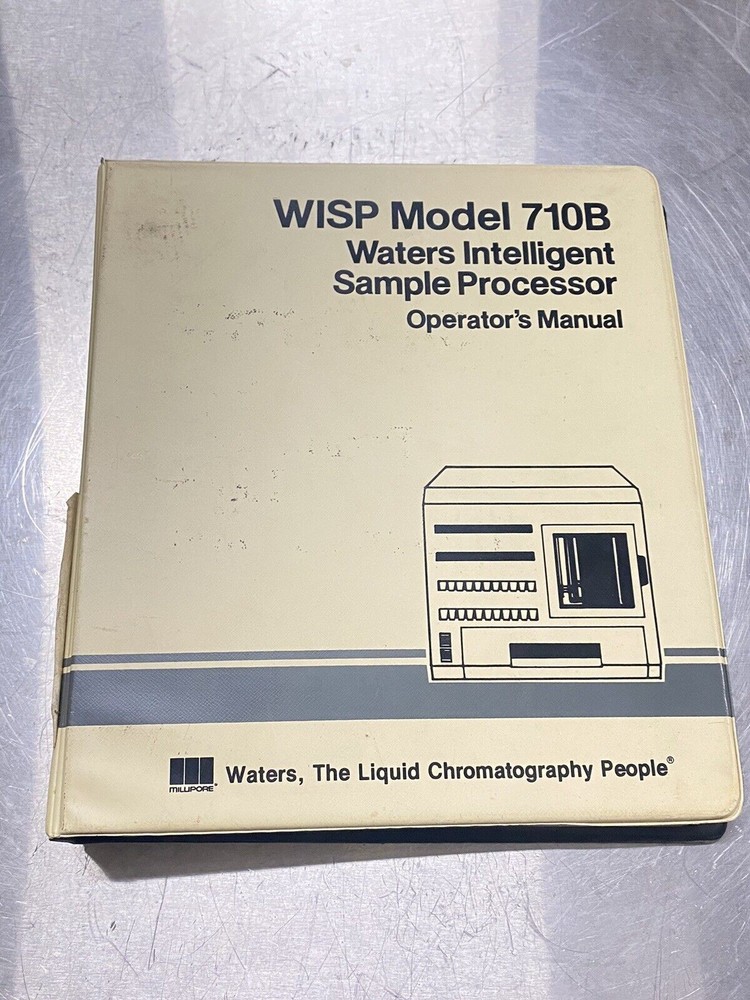 WISP Model 710B
Waters Intelligent
Sample Processor
Operator's Manual
MILLIPORE®
Waters, The Liquid Chromatography People®